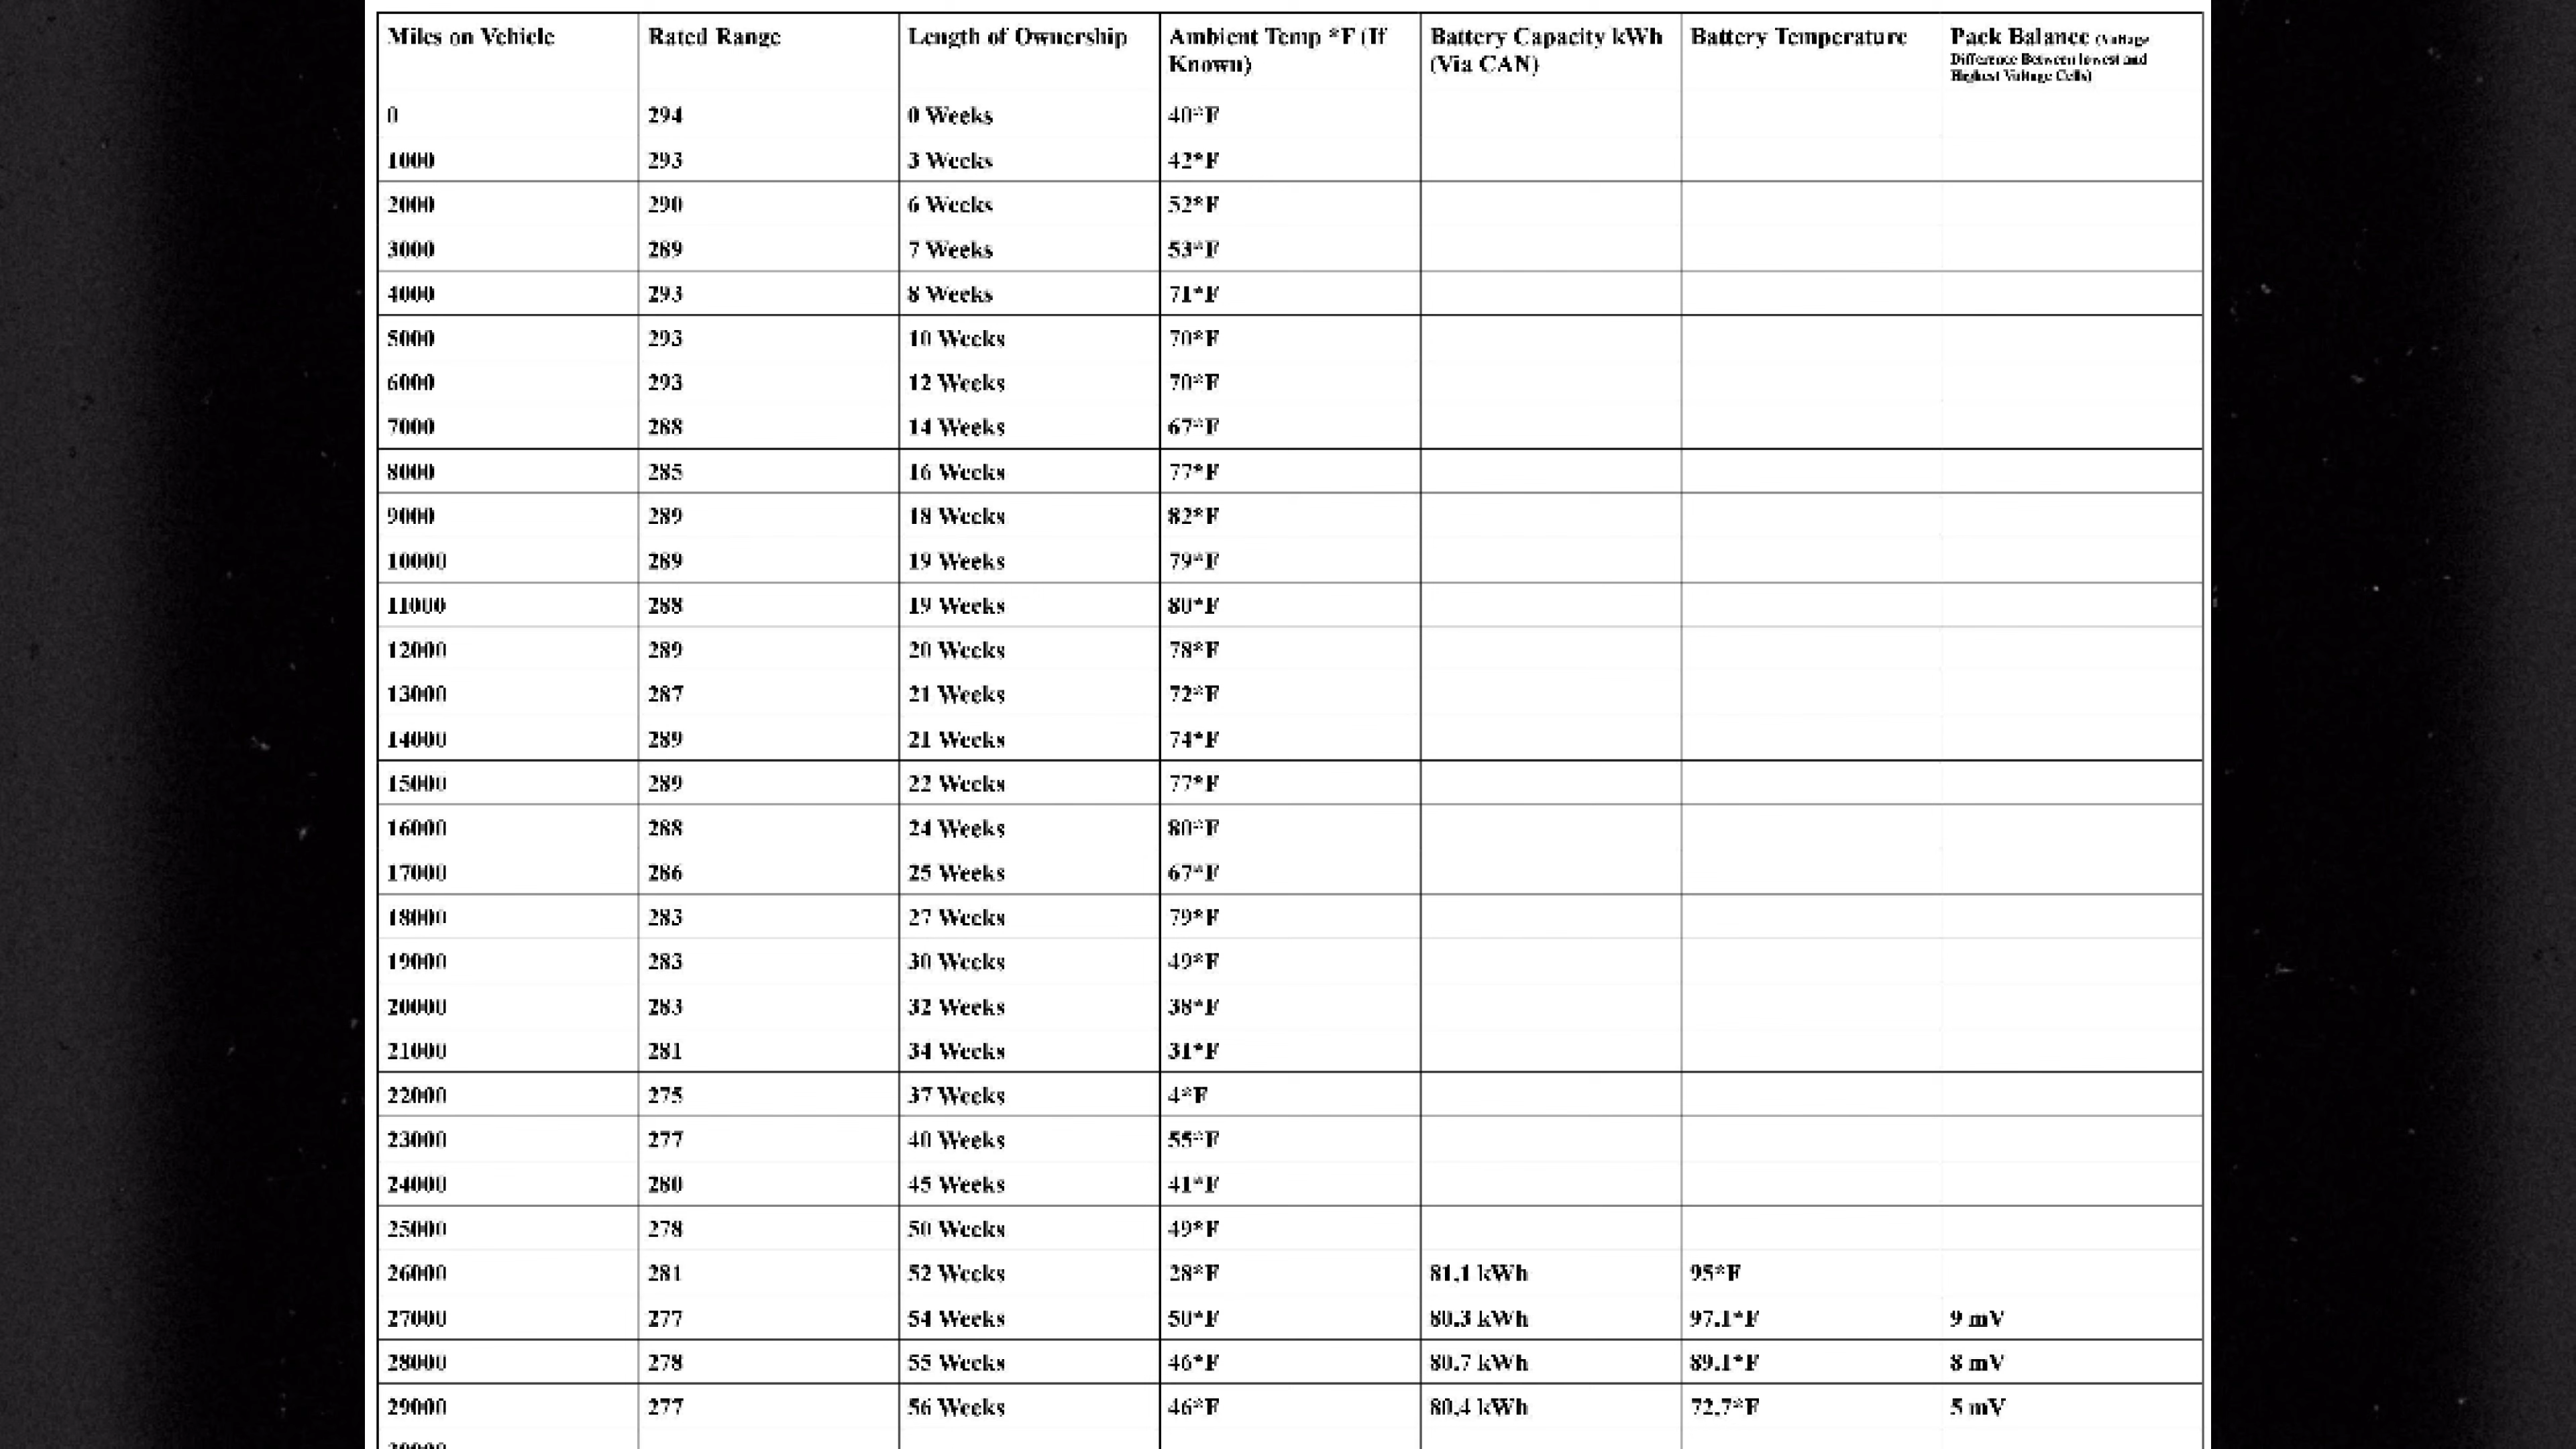 Miles on Vehicle Rated Range Length of Ownership Ambient Temp *F (If Known) Battery Capacity kWh (Via CAN) Battery Temperature Pack Balance (Voltage Difference Between lowest and Highest Voltage Cells)
0 294 0 Weeks 40*F
1000 293 3 Weeks 42*F
2000 290 6 Weeks 52*F
3000 289 7 Weeks 53*F
4000 293 8 Weeks 71*F
5000 293 10 Weeks 70*F
6000 293 12 Weeks 70*F
7000 288 14 Weeks 67*F
8000 285 16 Weeks 77*F
9000 289 18 Weeks 82*F
10000 289 19 Weeks 79*F
11000 288 19 Weeks 80*F
12000 289 20 Weeks 78*F
13000 287 21 Weeks 72*F
14000 289 21 Weeks 74*F
15000 289 22 Weeks 77*F
16000 288 24 Weeks 80*F
17000 286 25 Weeks 67*F
18000 283 27 Weeks 79*F
19000 283 30 Weeks 49*F
20000 283 32 Weeks 38*F
21000 281 34 Weeks 31*F
22000 275 37 Weeks 4*F
23000 277 40 Weeks 55*F
24000 280 45 Weeks 41*F
25000 278 50 Weeks 49*F
26000 281 52 Weeks 28*F 81.1 kWh 95*F
27000 277 54 Weeks 50*F 80.3 kWh 97.1*F 9 mV
28000 278 55 Weeks 46*F 80.7 kWh 89.1*F 8 mV
29000 277 56 Weeks 46*F 80.4 kWh 72.7*F 5 mV